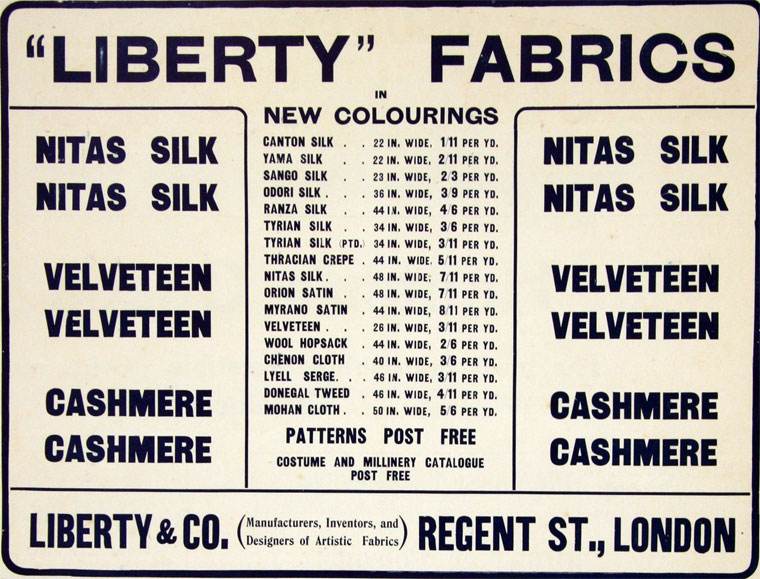 "LIBERTY" FABRICS
IN
NEW COLOURINGS
NITAS SILK
NITAS SILK
VELVETEEN
VELVETEEN
CASHMERE
CASHMERE
CANTON SILK . . 22 IN. WIDE, 1/11 PER YD.
YAMA SILK . . 22 IN. WIDE, 2/11 PER YD.
SANGO SILK . . 23 IN. WIDE, 2/3 PER YD.
ODORI SILK . . . 36 IN. WIDE, 3/9 PER YD.
RANZA SILK . . 44 IN. WIDE, 4/6 PER YD.
TYRIAN SILK . . 34 IN. WIDE, 3/6 PER YD.
TYRIAN SILK (PTD.) 34 IN. WIDE, 3/11 PER YD.
THRACIAN CREPE . 44 IN. WIDE, 5/11 PER YD.
NITAS SILK . . . 48 IN. WIDE, 7/11 PER YD.
ORION SATIN . . 48 IN. WIDE, 7/11 PER YD.
MYRANO SATIN . 44 IN. WIDE, 8/11 PER YD.
VELVETEEN . . . 26 IN. WIDE, 3/11 PER YD.
WOOL HOPSACK . 44 IN. WIDE, 2/6 PER YD.
CHENON CLOTH . 40 IN. WIDE, 3/6 PER YD.
LYELL SERGE . . . 46 IN. WIDE, 3/11 PER YD.
DONEGAL TWEED . 46 IN. WIDE, 4/11 PER YD.
MOHAN CLOTH . . 50 IN. WIDE, 5/6 PER YD.
PATTERNS POST FREE
COSTUME AND MILLINERY CATALOGUE
POST FREE
NITAS SILK
NITAS SILK
VELVETEEN
VELVETEEN
CASHMERE
CASHMERE
LIBERTY & CO. (Manufacturers, Inventors, and
Designers of Artistic Fabrics) REGENT ST., LONDON